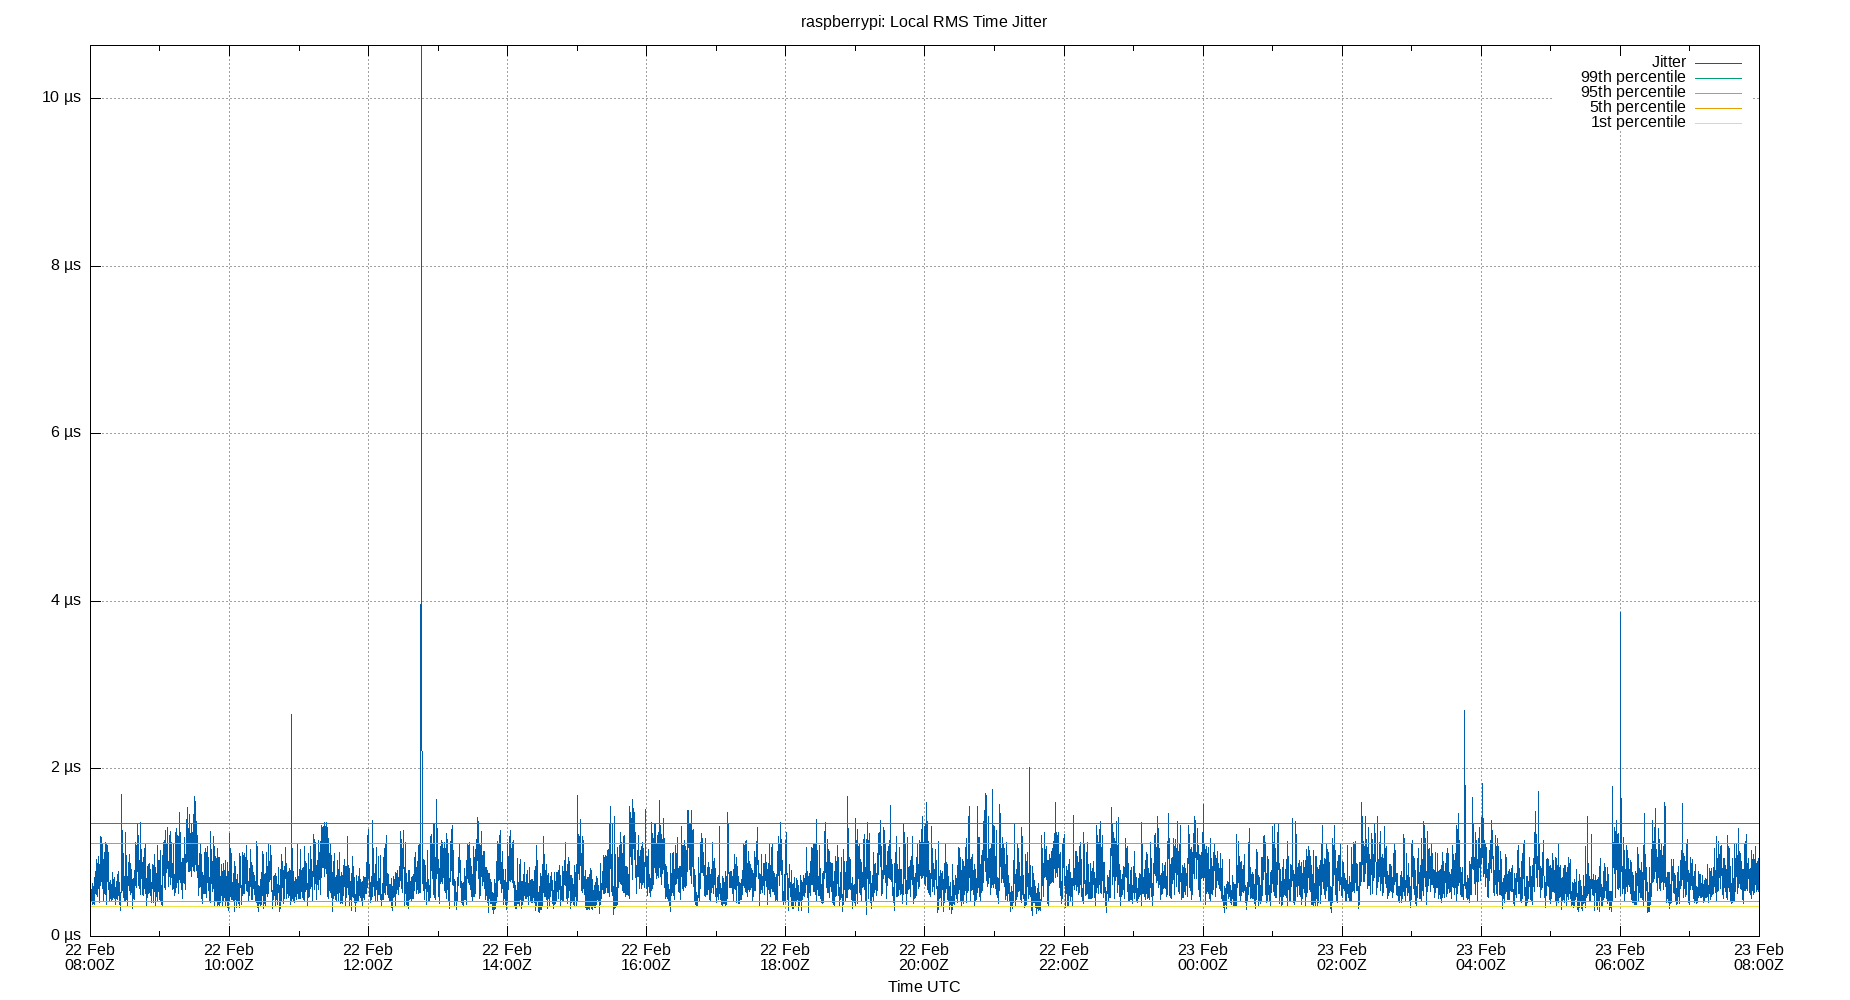 raspberrypi: Local RMS Time Jitter
Jitter
99th percentile
95th percentile
5th percentile
1st percentile
10 µs
8 µs
6 µs
4 µs
2 µs
0 µs
22 Feb 22 Feb 22 Feb 22 Feb 22 Feb 22 Feb 22 Feb 22 Feb 23 Feb 23 Feb 23 Feb 23 Feb 23 Feb
08:00Z 10:00Z 12:00Z 14:00Z 16:00Z 18:00Z 20:00Z 22:00Z 00:00Z 02:00Z 04:00Z 06:00Z 08:00Z
Time UTC